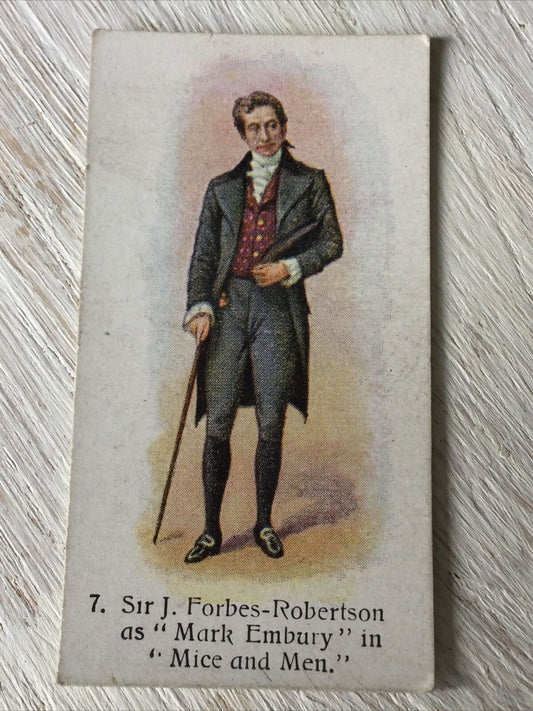 7. Sir J. Forbes-Robertson
as "Mark Embury" in
"Mice and Men."